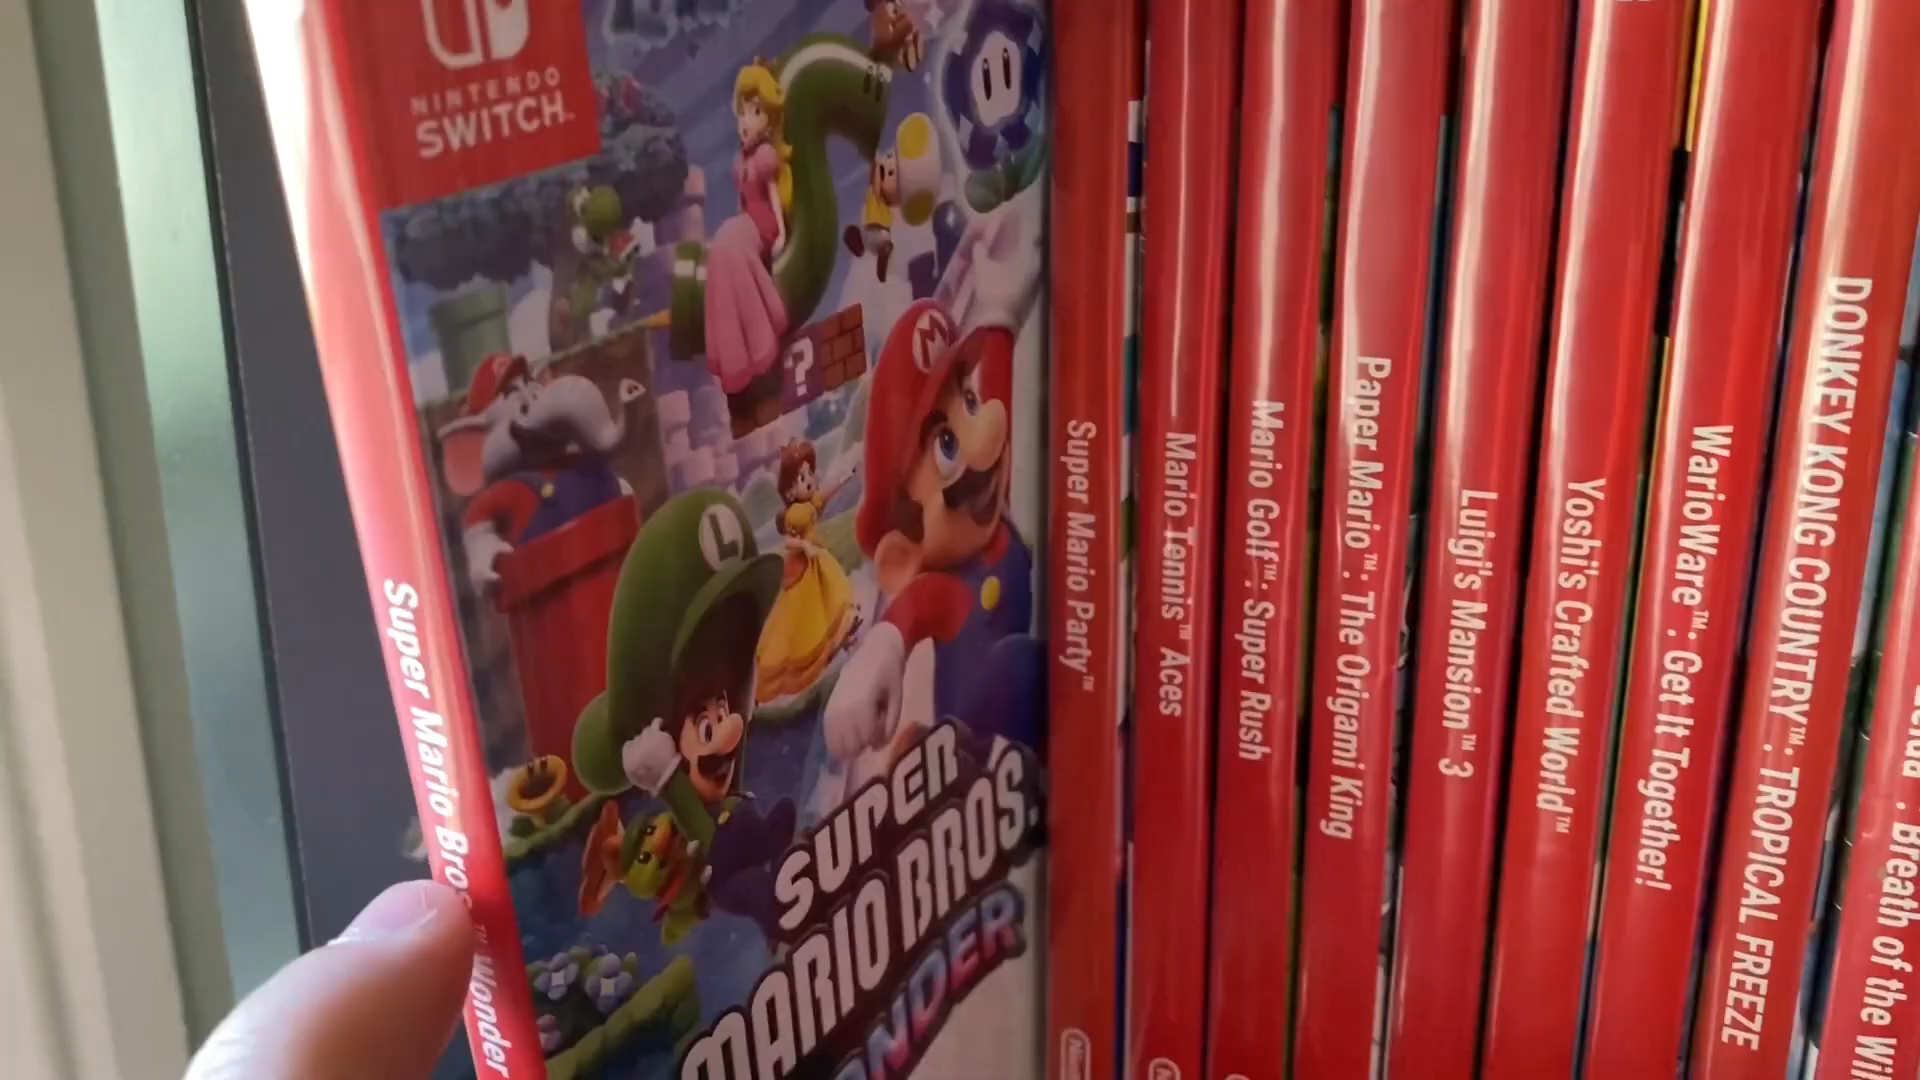 NINTENDO
SWITCH™
M
?
L
SUPER
MARIO BROS.
WONDER
Super Mario Bros.™ Wonder
Super Mario Party™
Mario Tennis™ Aces
Mario Golf™: Super Rush
Paper Mario™: The Origami King
Luigi's Mansion™ 3
Yoshi's Crafted World™
WarioWare™: Get It Together!
DONKEY KONG COUNTRY™: TROPICAL FREEZE
: Breath of the Wil